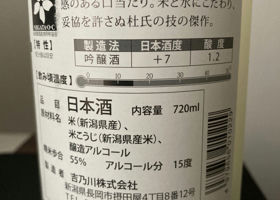 感のある口当たり。米と水にこだわり、
妥協を許さぬ杜氏の技の傑作。
NIIGATA O.C.
【特性】
製造法 日本酒度 酸度
吟醸酒 +7 1.2
【飲み頃温度】
品目 日本酒 内容量 720ml
原材料名 米(新潟県産)、
米こうじ(新潟県産米)、
醸造アルコール
精米歩合 55% アルコール分 15度
製造者 吉乃川株式会社
新潟県長岡市摂田屋4丁目8番12号